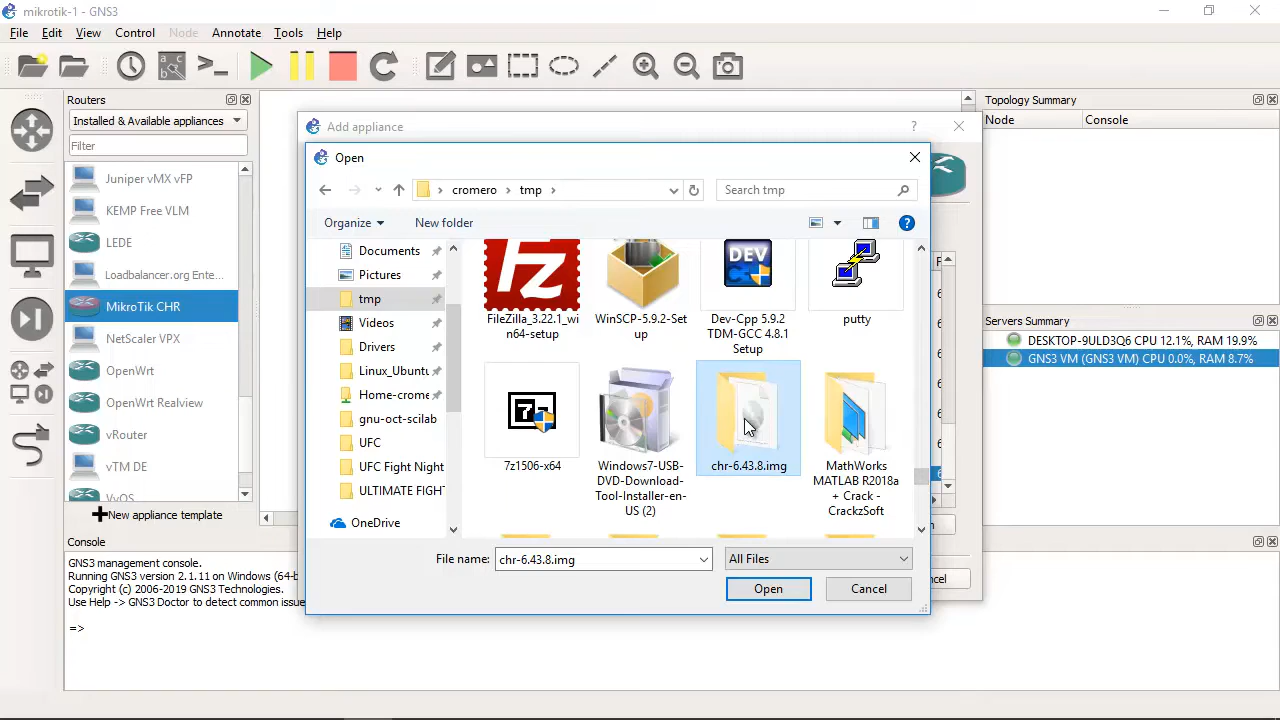 mikrotik-1 - GNS3
File Edit View Control Node Annotate Tools Help
Routers
Installed & Available appliances
Filter
Juniper vMX vFP
KEMP Free VLM
LEDE
Loadbalancer.org Ente...
MikroTik CHR
NetScaler VPX
OpenWrt
OpenWrt Realview
vRouter
vTM DE
VyOS
New appliance template
Add appliance
?
Open
cromero
tmp
Search tmp
Organize
New folder
?
Documents
Pictures
tmp
Videos
Drivers
Linux_Ubuntu
Home-crome
gnu-oct-scilab
UFC
UFC Fight Night
ULTIMATE FIGHT
OneDrive
FZ
FileZilla_3.22.1_wi
n64-setup
WinSCP-5.9.2-Set
up
DEV
Dev-Cpp 5.9.2
TDM-GCC 4.8.1
Setup
putty
7z
7z1506-x64
Windows7-USB-
DVD-Download-
Tool-Installer-en-
US (2)
chr-6.43.8.img
MathWorks
MATLAB R2018a
+ Crack -
CrackzSoft
File name:
chr-6.43.8.img
All Files
Open
Cancel
Topology Summary
Node
Console
Servers Summary
DESKTOP-9ULD3Q6 CPU 12.1%, RAM 19.9%
GNS3 VM (GNS3 VM) CPU 0.0%, RAM 8.7%
Console
GNS3 management console.
Running GNS3 version 2.1.11 on Windows (64-b
Copyright (c) 2006-2019 GNS3 Technologies.
Use Help -> GNS3 Doctor to detect common issue
=>